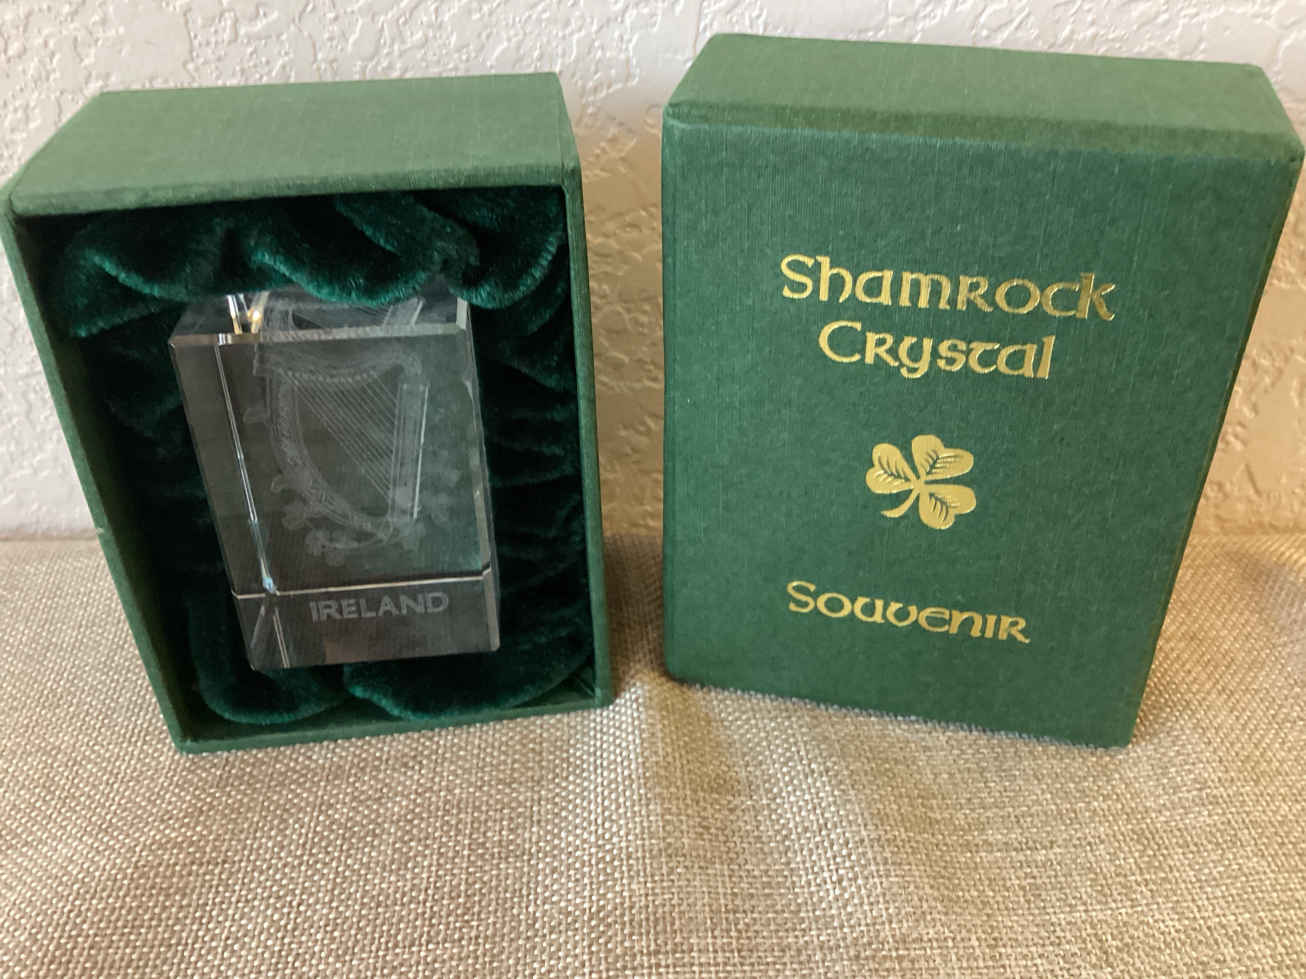 IRELAND
Shamrock
Crystal
Souvenir